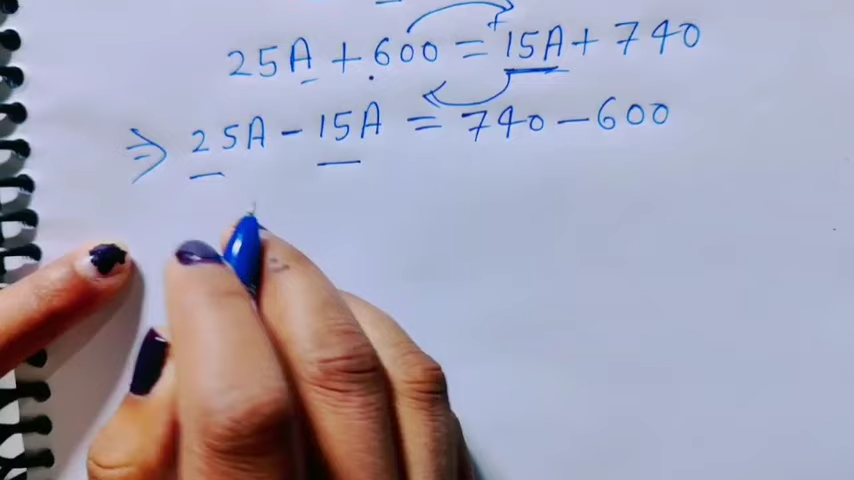 25A + 600 = 15A + 740
⇒ 25A - 15A = 740 - 600